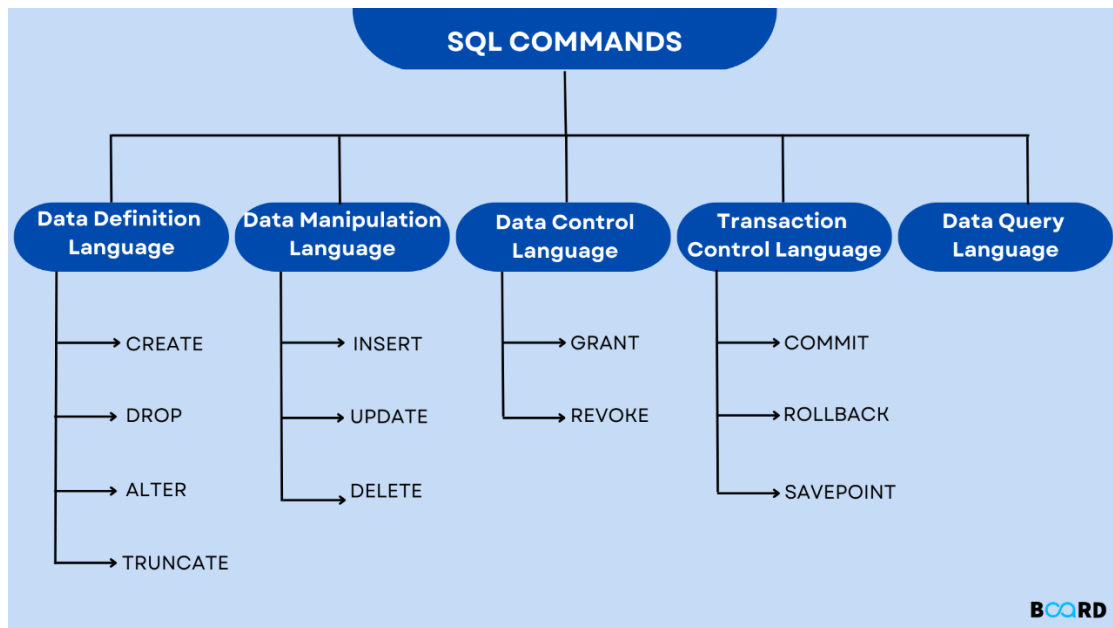 SQL COMMANDS
Data Definition
Language
Data Manipulation
Language
Data Control
Language
Transaction
Control Language
Data Query
Language
CREATE
DROP
ALTER
TRUNCATE
INSERT
UPDATE
DELETE
GRANT
REVOKE
COMMIT
ROLLBACK
SAVEPOINT
BOARD